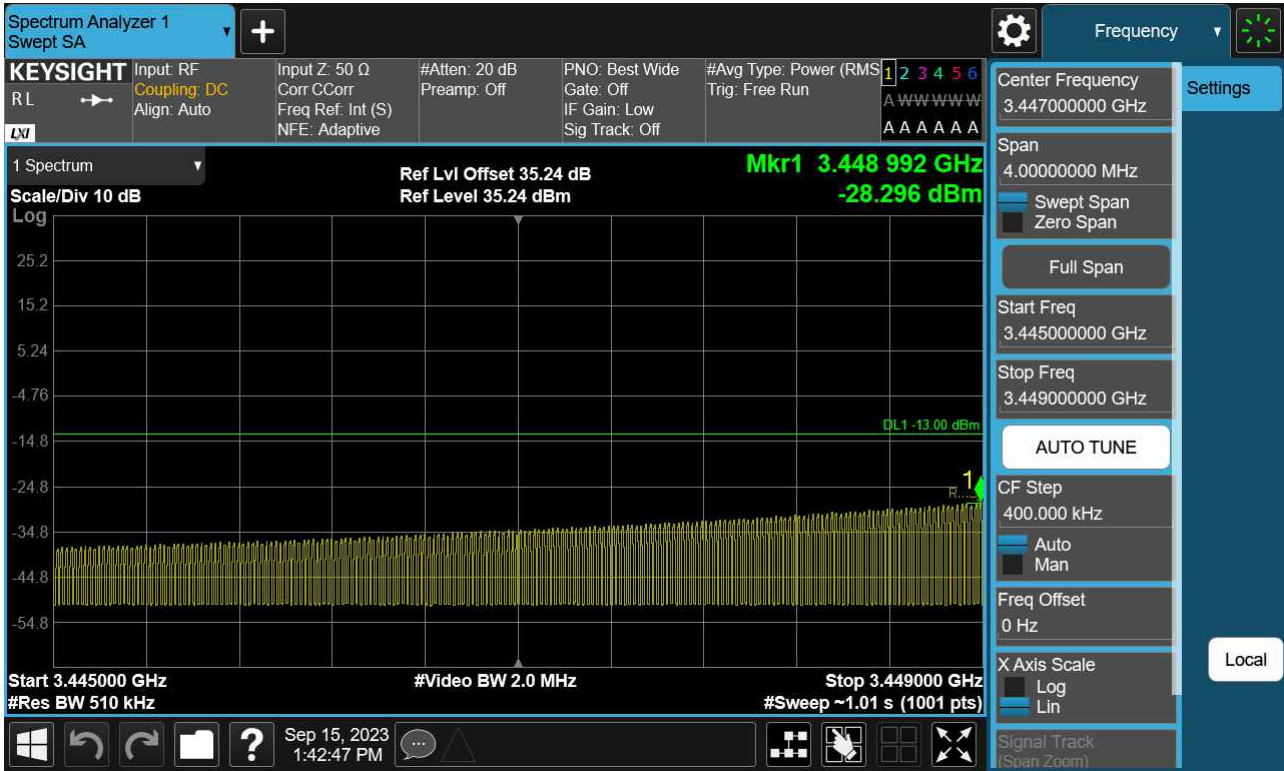 Spectrum Analyzer 1
Swept SA
Frequency
KEYSIGHT
R L
LXI
Input: RF
Coupling: DC
Align: Auto
Input Z: 50 Ω
Corr CCorr
Freq Ref: Int (S)
NFE: Adaptive
#Atten: 20 dB
Preamp: Off
PNO: Best Wide
Gate: Off
IF Gain: Low
Sig Track: Off
#Avg Type: Power (RMS
Trig: Free Run
1 2 3 4 5 6
A W W W W W
A A A A A A
1 Spectrum
Scale/Div 10 dB
Log
Ref Lvl Offset 35.24 dB
Ref Level 35.24 dBm
Mkr1 3.448 992 GHz
-28.296 dBm
25.2
15.2
5.24
-4.76
-14.8
-24.8
-34.8
-44.8
-54.8
DL1 -13.00 dBm
1
Start 3.445000 GHz
#Res BW 510 kHz
#Video BW 2.0 MHz
Stop 3.449000 GHz
#Sweep ~1.01 s (1001 pts)
Center Frequency
3.447000000 GHz
Span
4.00000000 MHz
Swept Span
Zero Span
Full Span
Start Freq
3.445000000 GHz
Stop Freq
3.449000000 GHz
AUTO TUNE
CF Step
400.000 kHz
Auto
Man
Freq Offset
0 Hz
X Axis Scale
Log
Lin
Signal Track
(Span Zoom)
Settings
Local
?
Sep 15, 2023
1:42:47 PM